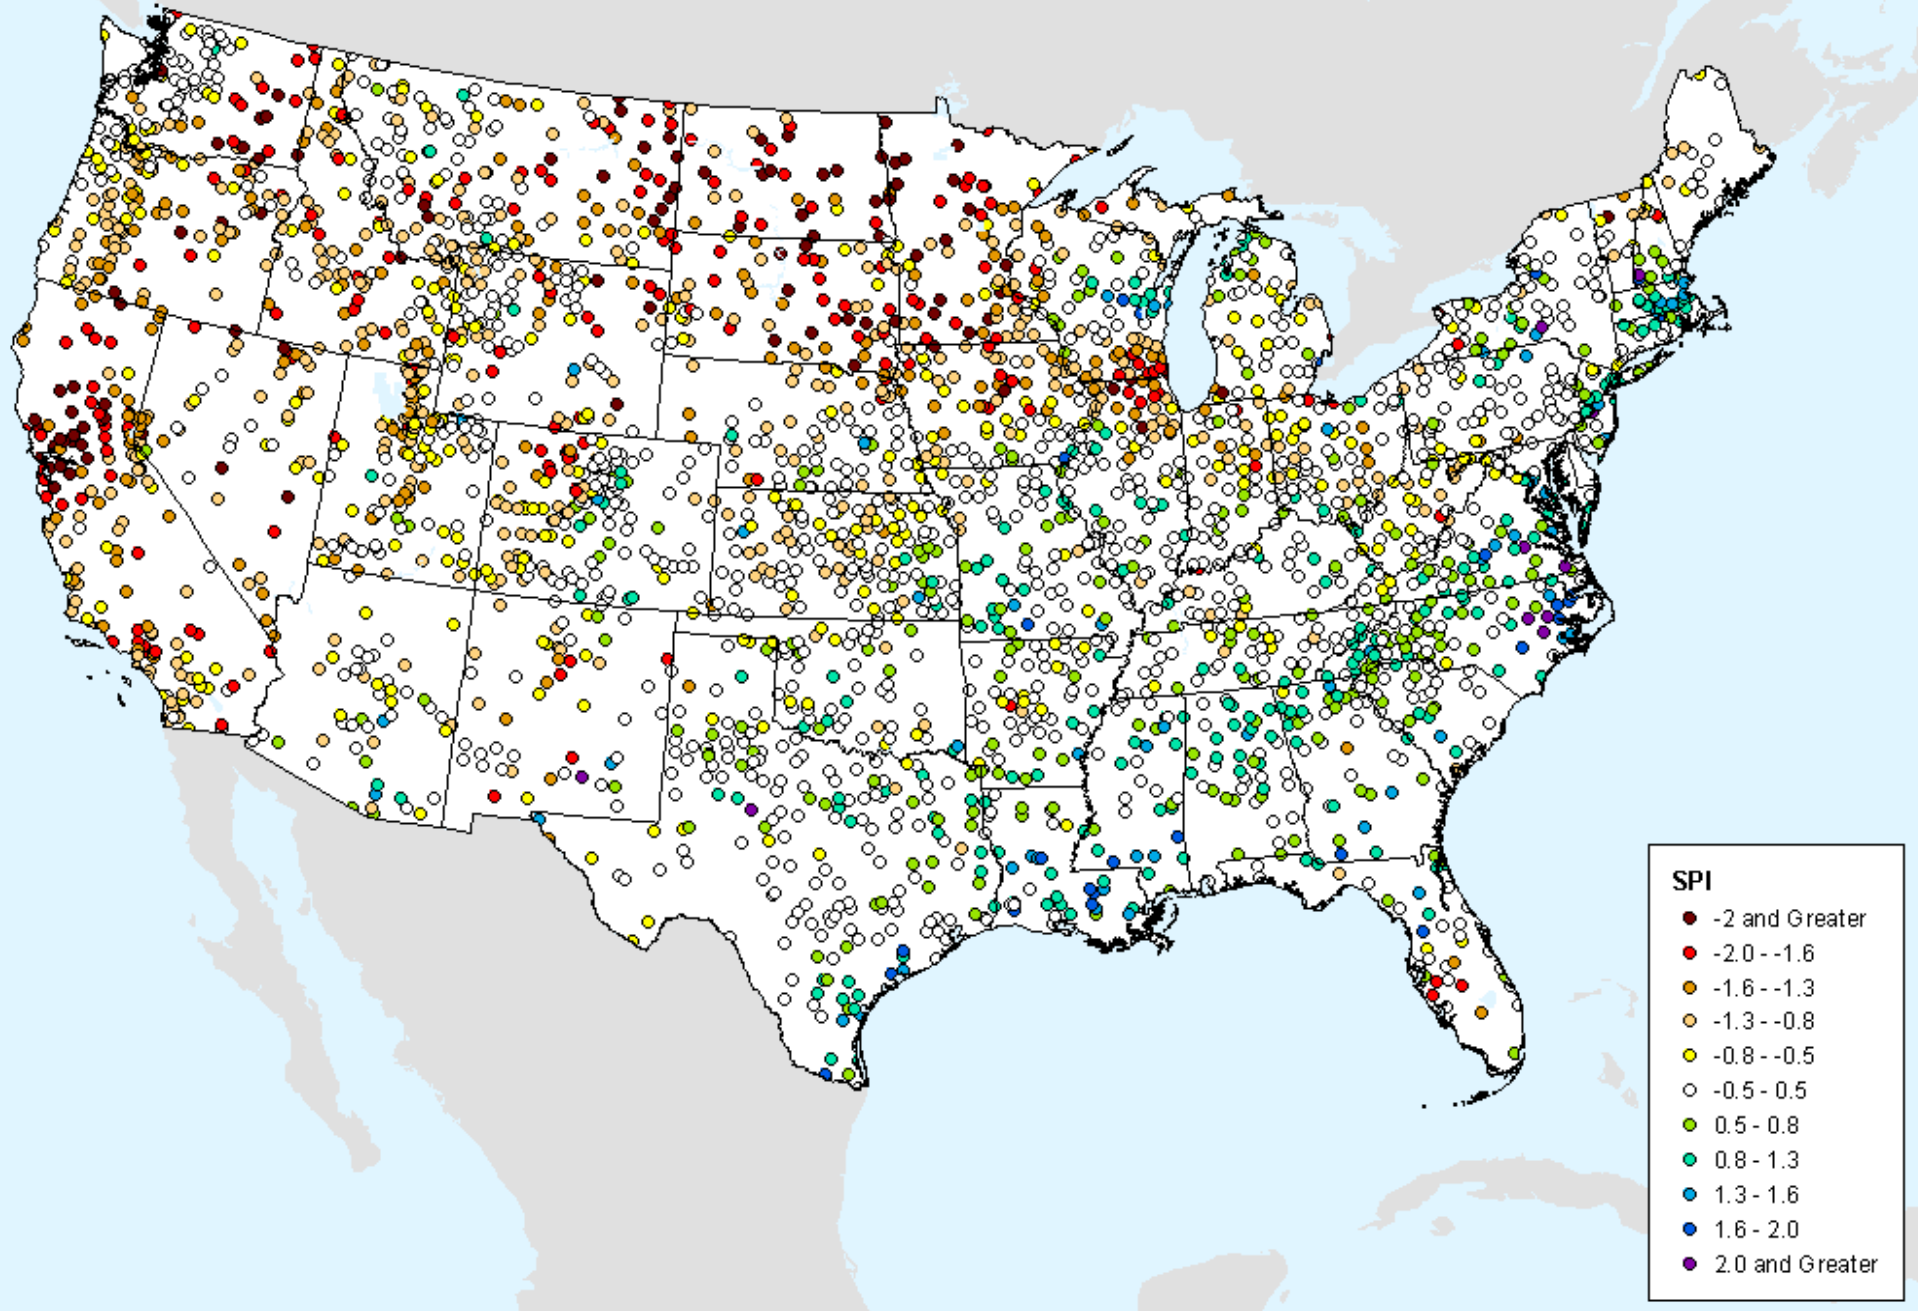 SPI
-2 and Greater
-2.0 - -1.6
-1.6 - -1.3
-1.3 - -0.8
-0.8 - -0.5
-0.5 - 0.5
0.5 - 0.8
0.8 - 1.3
1.3 - 1.6
1.6 - 2.0
2.0 and Greater